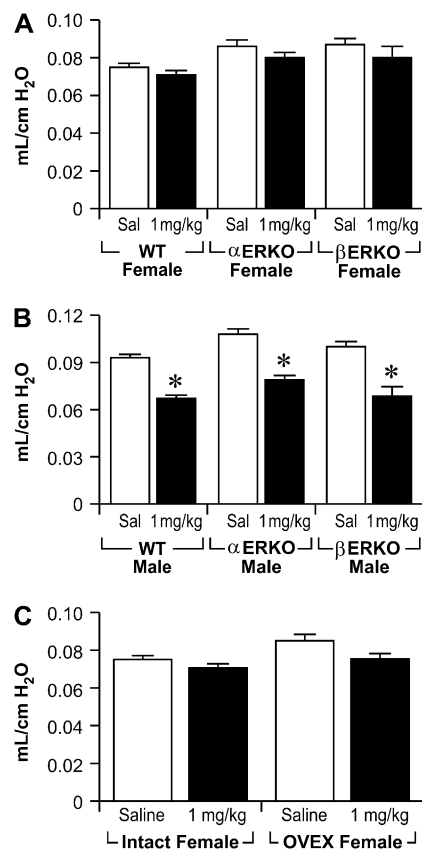 A
mL/cm H₂O
0.10
0.08
0.06
0.04
0.02
0
Sal 1mg/kg Sal 1mg/kg Sal 1mg/kg
WT αERKO βERKO
Female Female Female
B
mL/cm H₂O
0.12
0.09
0.06
0.03
0
* * *
Sal 1mg/kg Sal 1mg/kg Sal 1mg/kg
WT αERKO βERKO
Male Male Male
C
mL/cm H₂O
0.10
0.08
0.06
0.04
0.02
0
Saline 1 mg/kg Saline 1 mg/kg
Intact Female OVEX Female